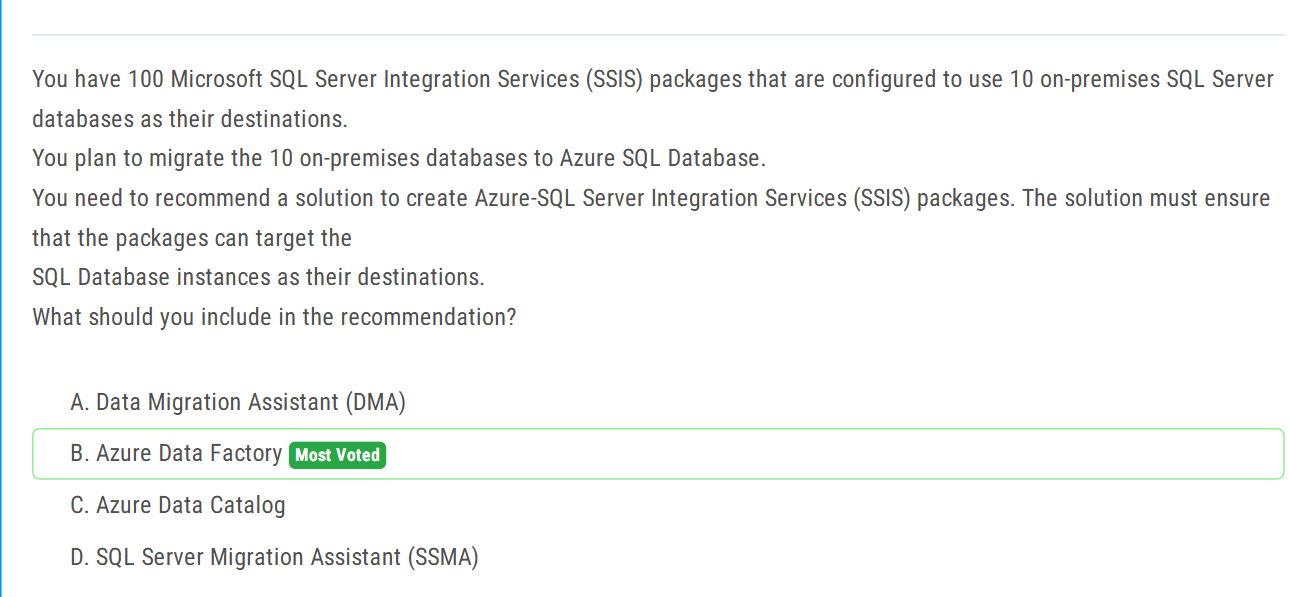 You have 100 Microsoft SQL Server Integration Services (SSIS) packages that are configured to use 10 on-premises SQL Server
databases as their destinations.
You plan to migrate the 10 on-premises databases to Azure SQL Database.
You need to recommend a solution to create Azure-SQL Server Integration Services (SSIS) packages. The solution must ensure
that the packages can target the
SQL Database instances as their destinations.
What should you include in the recommendation?
A. Data Migration Assistant (DMA)
B. Azure Data Factory Most Voted
C. Azure Data Catalog
D. SQL Server Migration Assistant (SSMA)